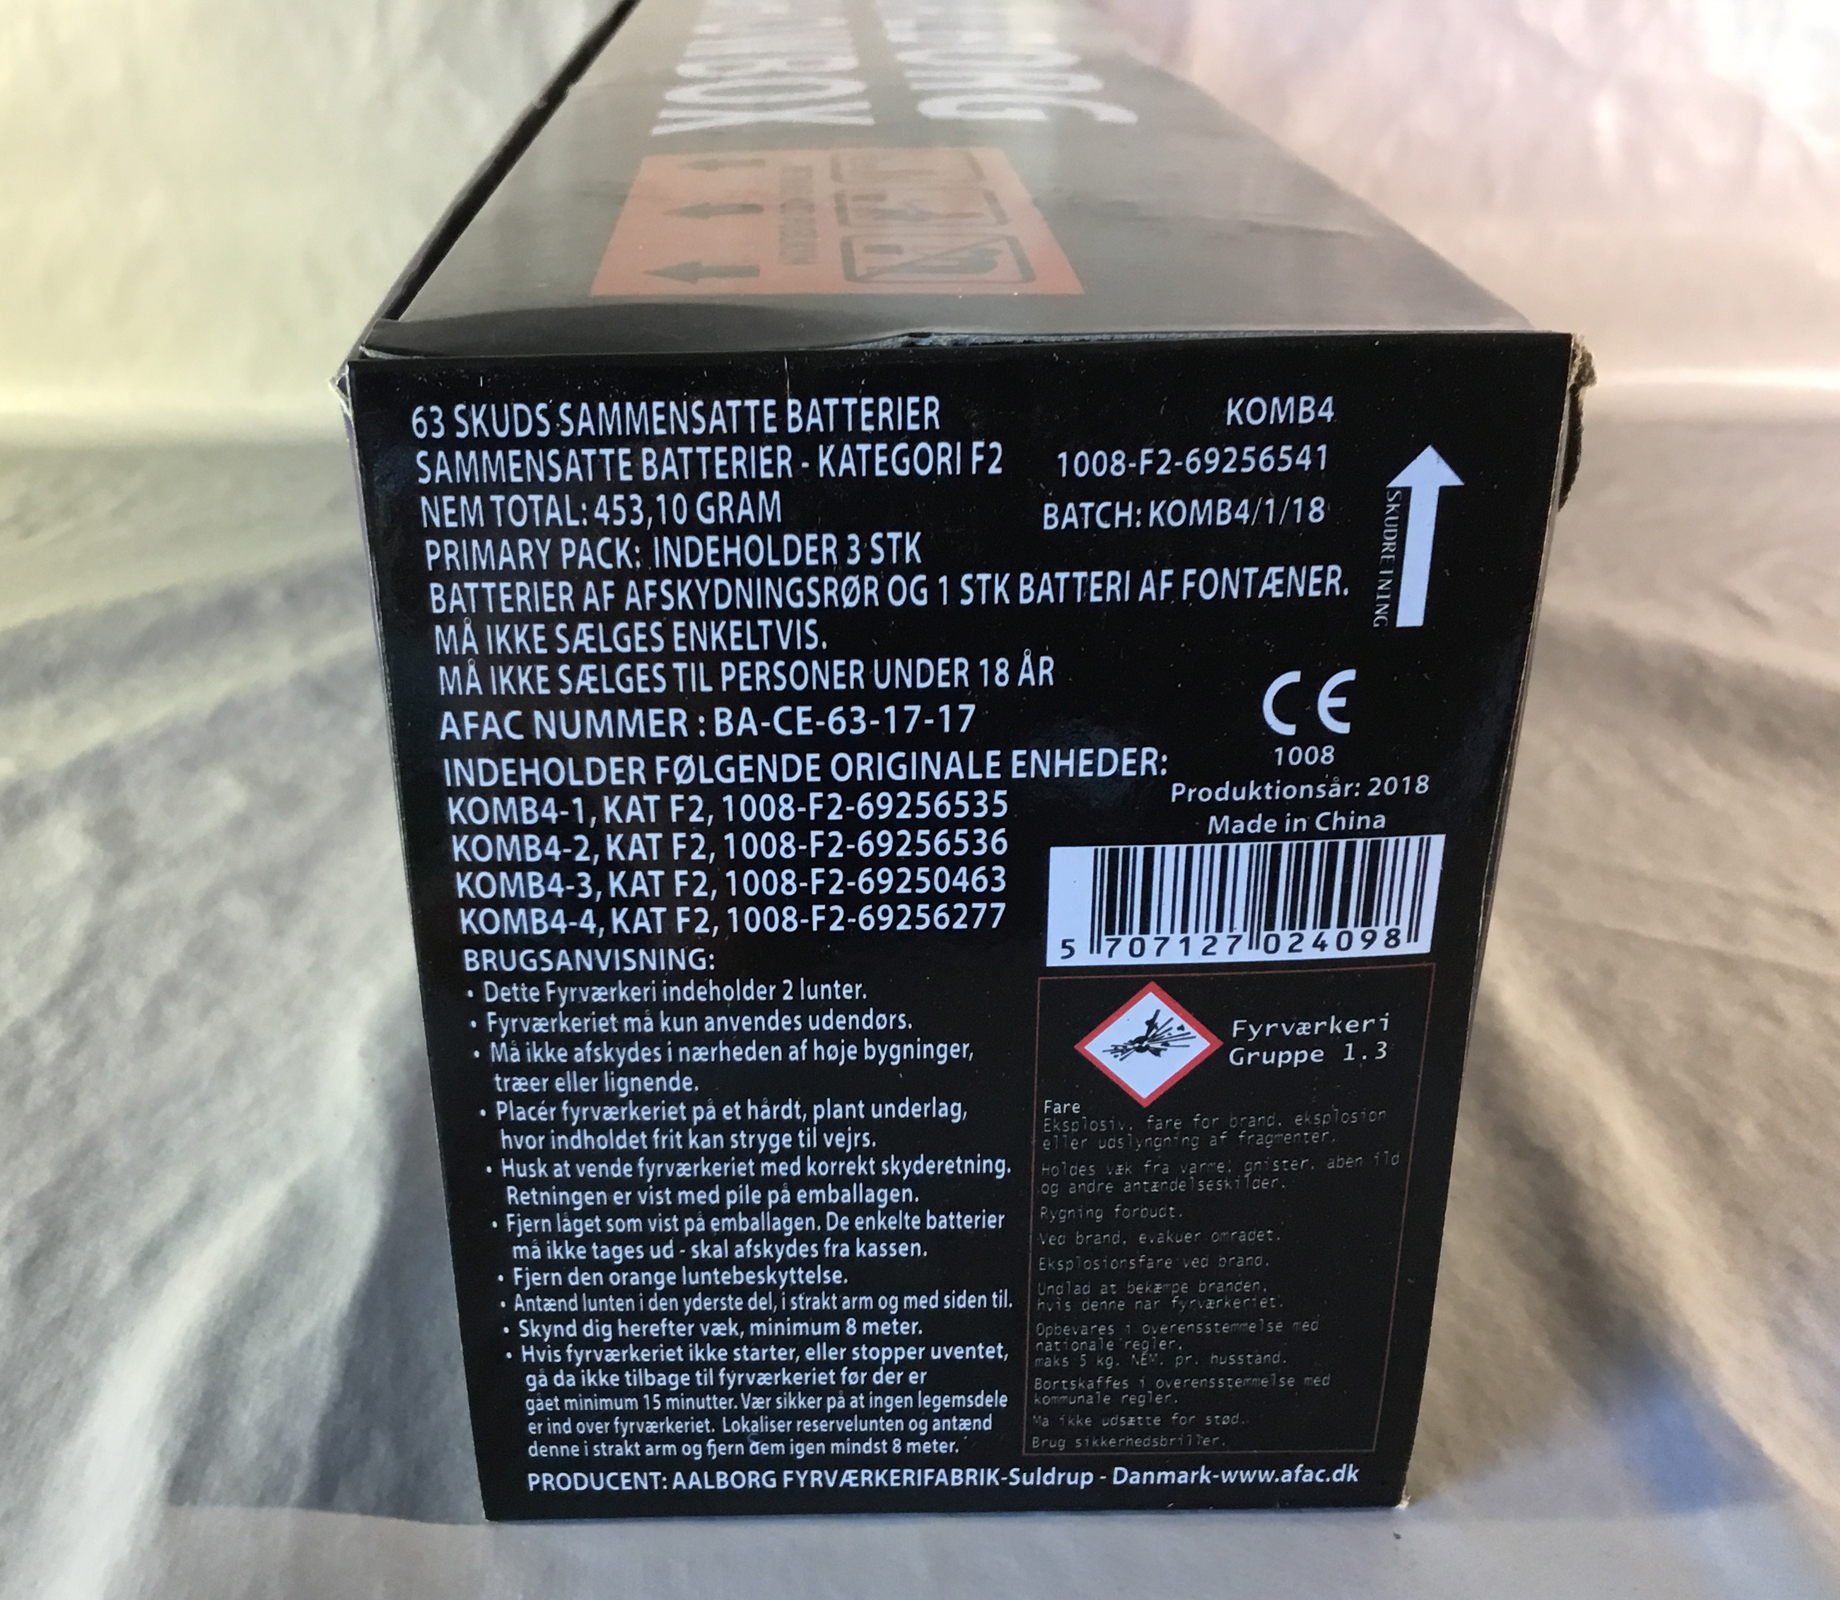 63 SKUDS SAMMENSATTE BATTERIER
SAMMENSATTE BATTERIER - KATEGORI F2
NEM TOTAL: 453,10 GRAM
PRIMARY PACK: INDEHOLDER 3 STK
BATTERIER AF AFSKYDNINGSRØR OG 1 STK BATTERI AF FONTÆNER.
MÅ IKKE SÆLGES ENKELTVIS.
MÅ IKKE SÆLGES TIL PERSONER UNDER 18 ÅR
AFAC NUMMER : BA-CE-63-17-17
INDEHOLDER FØLGENDE ORIGINALE ENHEDER:
KOMB4-1, KAT F2, 1008-F2-69256535
KOMB4-2, KAT F2, 1008-F2-69256536
KOMB4-3, KAT F2, 1008-F2-69250463
KOMB4-4, KAT F2, 1008-F2-69256277
KOMB4
1008-F2-69256541
BATCH: KOMB4/1/18
SKUDRETNING
CE
1008
Produktionsår: 2018
Made in China
5 707127 024098
BRUGSANVISNING:
• Dette Fyrværkeri indeholder 2 lunter.
• Fyrværkeriet må kun anvendes udendørs.
• Må ikke afskydes i nærheden af høje bygninger,
træer eller lignende.
• Placér fyrværkeriet på et hårdt, plant underlag,
hvor indholdet frit kan stryge til vejrs.
• Husk at vende fyrværkeriet med korrekt skyderetning.
Retningen er vist med pile på emballagen.
• Fjern låget som vist på emballagen. De enkelte batterier
må ikke tages ud - skal afskydes fra kassen.
• Fjern den orange luntebeskyttelse.
• Antænd lunten i den yderste del, i strakt arm og med siden til.
• Skynd dig herefter væk, minimum 8 meter.
• Hvis fyrværkeriet ikke starter, eller stopper uventet,
gå da ikke tilbage til fyrværkeriet før der er
gået minimum 15 minutter. Vær sikker på at ingen legemsdele
er ind over fyrværkeriet. Lokaliser reservelunten og antænd
denne i strakt arm og fjern dem igen mindst 8 meter.
Fyrværkeri
Gruppe 1.3
Fare
Eksplosiv, fare for brand, eksplosion
eller udslyngning af fragmenter.
Holdes væk fra varme, gnister, åben ild
og andre antændelseskilder.
Rygning forbudt.
Ved brand, evakuer området.
Eksplosionsfare ved brand.
Undlad at bekæmpe branden,
hvis denne når fyrværkeriet.
Opbevares i overensstemmelse med
nationale regler.
maks 5 kg. NEM. pr. husstand.
Bortskaffes i overensstemmelse med
kommunale regler.
Må ikke udsætte for stød.
Brug sikkerhedsbriller.
PRODUCENT: AALBORG FYRVÆRKERIFABRIK-Suldrup - Danmark-www.afac.dk